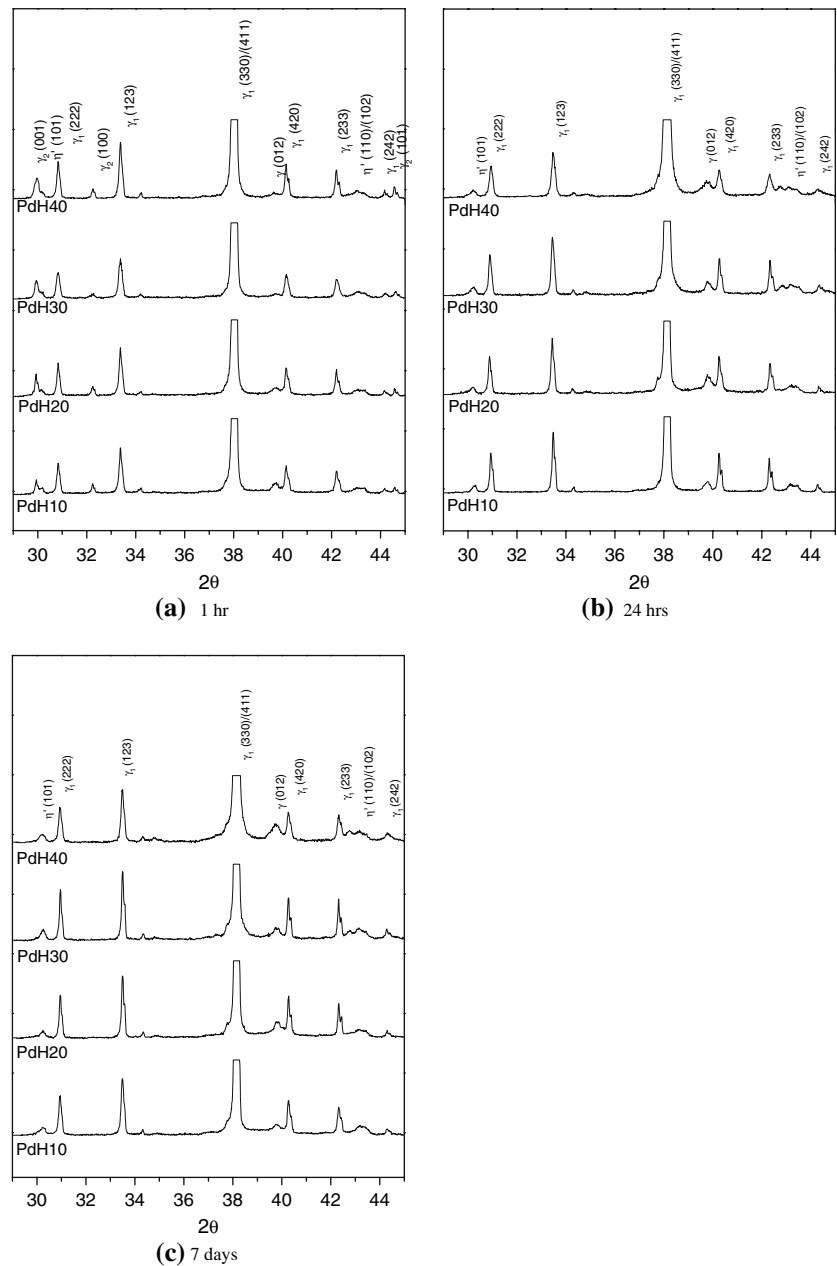 γ₂ (001)
η' (101)
γ₁ (222)
γ₂ (100)
γ₁ (123)
γ₁ (330)/(411)
γ (012)
γ₁ (420)
γ₁ (233)
η' (110)/(102)
γ₁ (242)
γ₂ (101)
PdH40
PdH30
PdH20
PdH10
30 32 34 36 38 40 42 44
2θ
(a) 1 hr
η' (101)
γ₁ (222)
γ₁ (123)
γ₁ (330)/(411)
γ (012)
γ₁ (420)
γ₁ (233)
η' (110)/(102)
γ₁ (242)
PdH40
PdH30
PdH20
PdH10
30 32 34 36 38 40 42 44
2θ
(b) 24 hrs
η' (101)
γ₁ (222)
γ₁ (123)
γ₁ (330)/(411)
γ (012)
γ₁ (420)
γ₁ (233)
η' (110)/(102)
γ₁ (242)
PdH40
PdH30
PdH20
PdH10
30 32 34 36 38 40 42 44
2θ
(c) 7 days